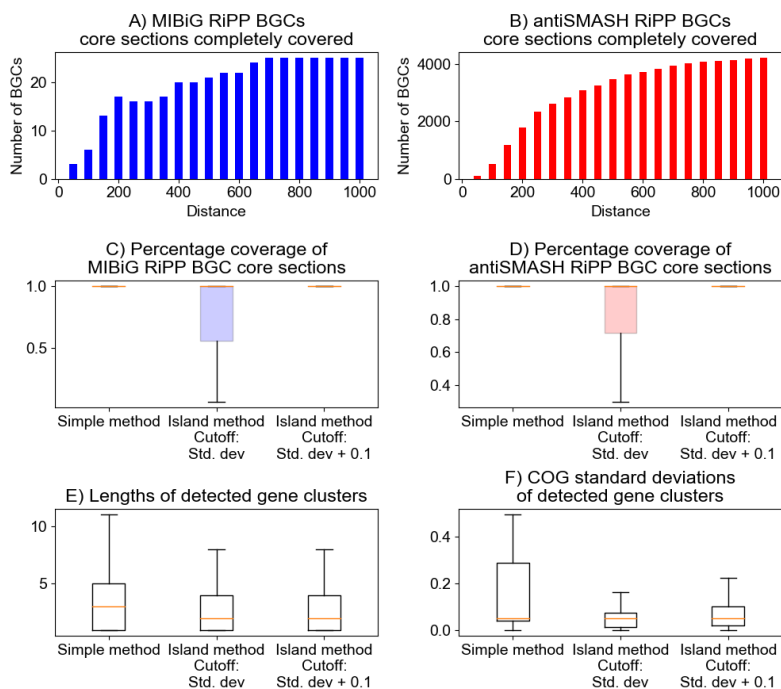 A) MIBiG RiPP BGCs
core sections completely covered
Number of BGCs
20
10
0
0
200
400
600
800
1000
Distance
B) antiSMASH RiPP BGCs
core sections completely covered
Number of BGCs
4000
2000
0
0
200
400
600
800
1000
Distance
C) Percentage coverage of
MIBiG RiPP BGC core sections
1.0
0.5
Simple method
Island method
Cutoff:
Std. dev
Island method
Cutoff:
Std. dev + 0.1
D) Percentage coverage of
antiSMASH RiPP BGC core sections
1.0
0.8
0.6
0.4
Simple method
Island method
Cutoff:
Std. dev
Island method
Cutoff:
Std. dev + 0.1
E) Lengths of detected gene clusters
10
5
Simple method
Island method
Cutoff:
Std. dev
Island method
Cutoff:
Std. dev + 0.1
F) COG standard deviations
of detected gene clusters
0.4
0.2
0.0
Simple method
Island method
Cutoff:
Std. dev
Island method
Cutoff:
Std. dev + 0.1